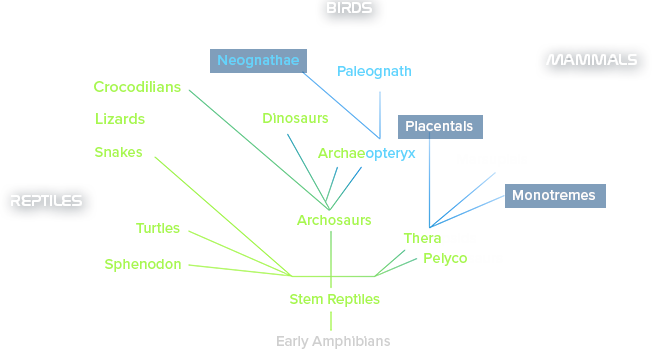 BIRDS
MAMMALS
Neognathae
Paleognath
Crocodilians
Lizards
Dinosaurs
Placentals
Snakes
Archaeopteryx
REPTILES
Monotremes
Archosaurs
Turtles
Thera
Sphenodon
Pelyco
Stem Reptiles
Early Amphibians